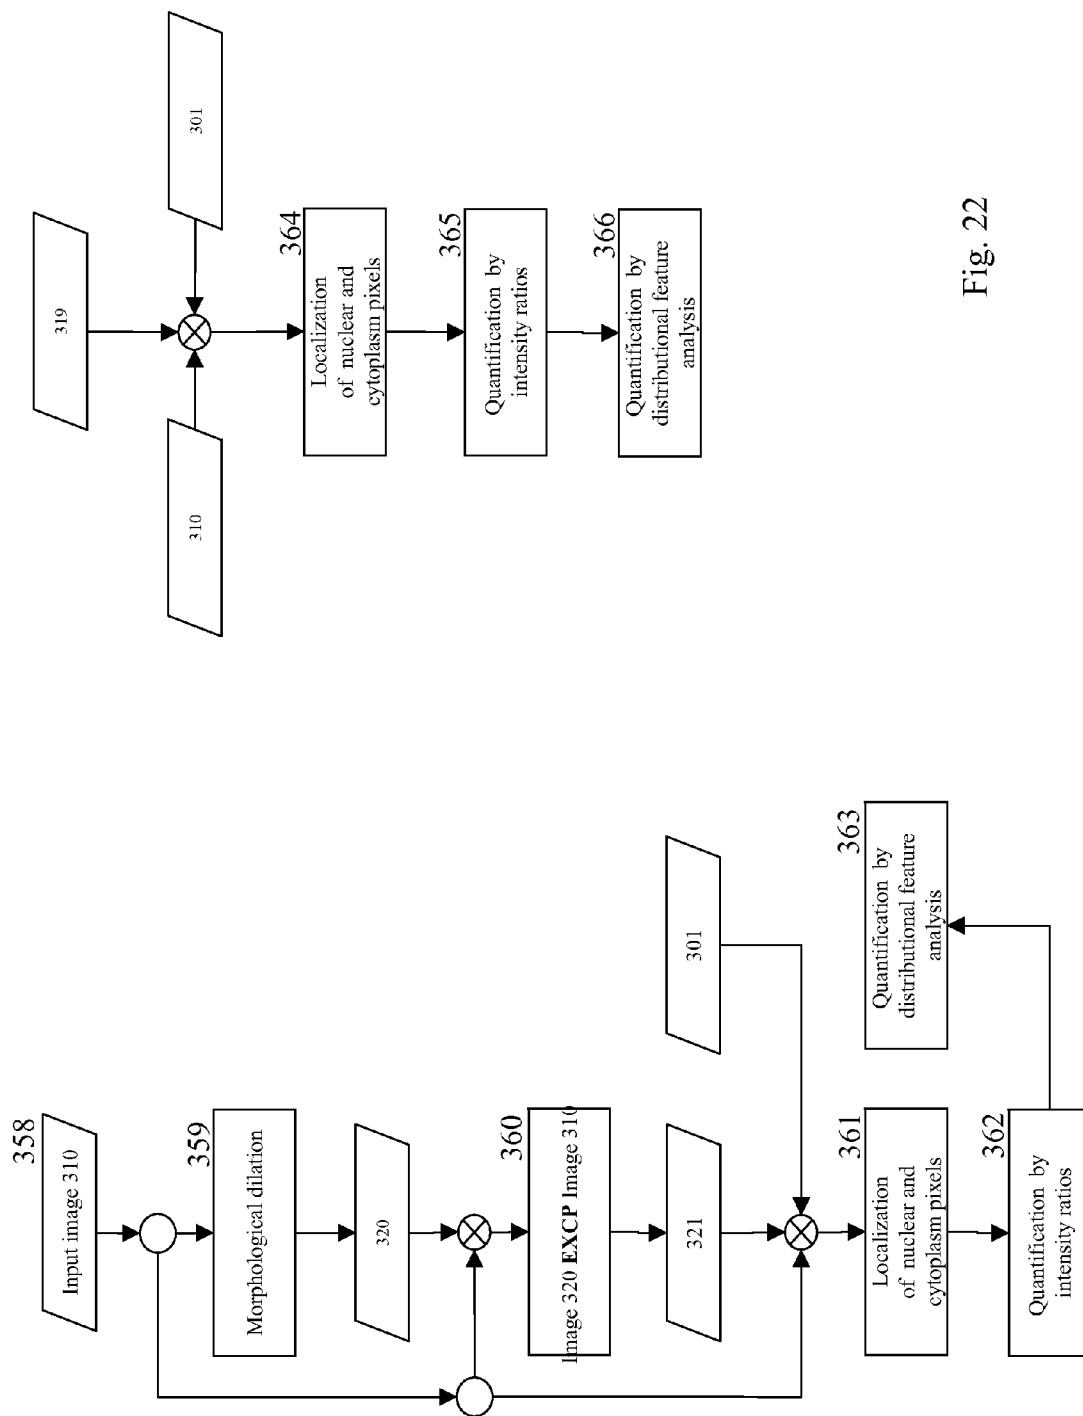 358
Input image 310
359
Morphological dilation
320
360
Image 320 EXCP Image 310
321
301
361
Localization
of nuclear and
cytoplasm pixels
362
Quantification by
intensity ratios
363
Quantification by
distributional feature
analysis
319
310
301
364
Localization
of nuclear and
cytoplasm pixels
365
Quantification by
intensity ratios
366
Quantification by
distributional feature
analysis
Fig. 22